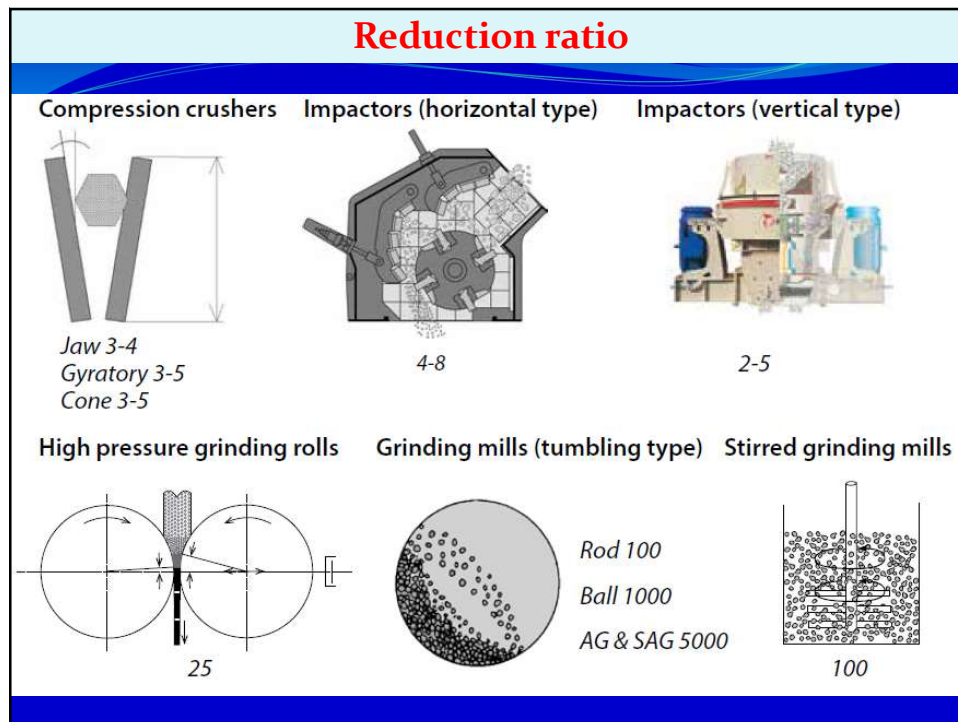 Reduction ratio
Compression crushers
Impactors (horizontal type)
Impactors (vertical type)
Jaw 3-4
Gyratory 3-5
Cone 3-5
4-8
2-5
High pressure grinding rolls
Grinding mills (tumbling type)
Stirred grinding mills
25
Rod 100
Ball 1000
AG & SAG 5000
100